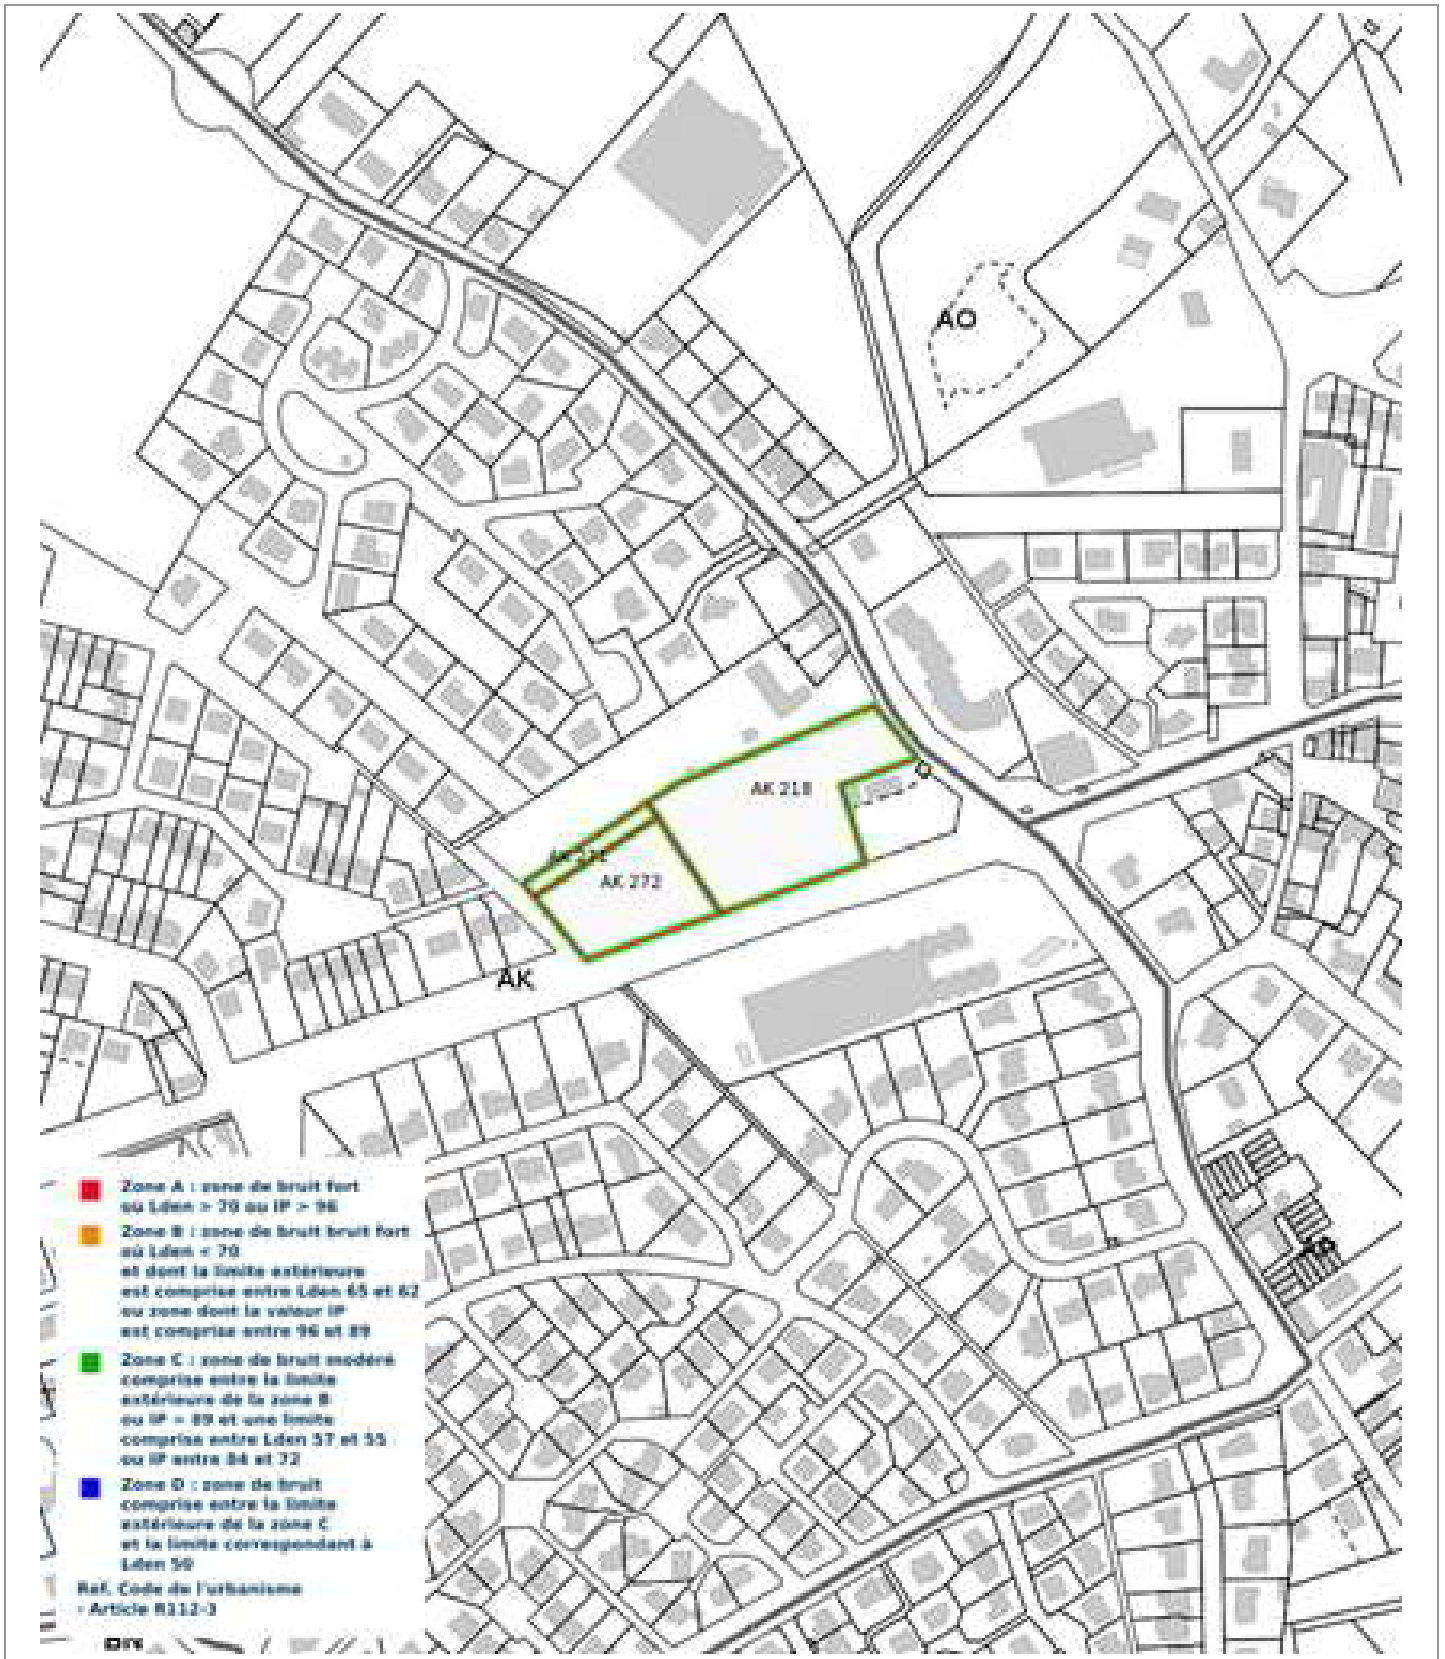 AO
AK 218
AK 272
AK
Zone A : zone de bruit fort
où Lden > 70 ou IP > 96
Zone B : zone de bruit bruit fort
où Lden < 70
et dont la limite extérieure
est comprise entre Lden 65 et 62
ou zone dont la valeur IP
est comprise entre 96 et 89
Zone C : zone de bruit modéré
comprise entre la limite
extérieure de la zone B
ou IP = 89 et une limite
comprise entre Lden 57 et 55
ou IP entre 84 et 72
Zone D : zone de bruit
comprise entre la limite
extérieure de la zone C
et la limite correspondant à
Lden 50
Ref. Code de l'urbanisme
- Article R112-3